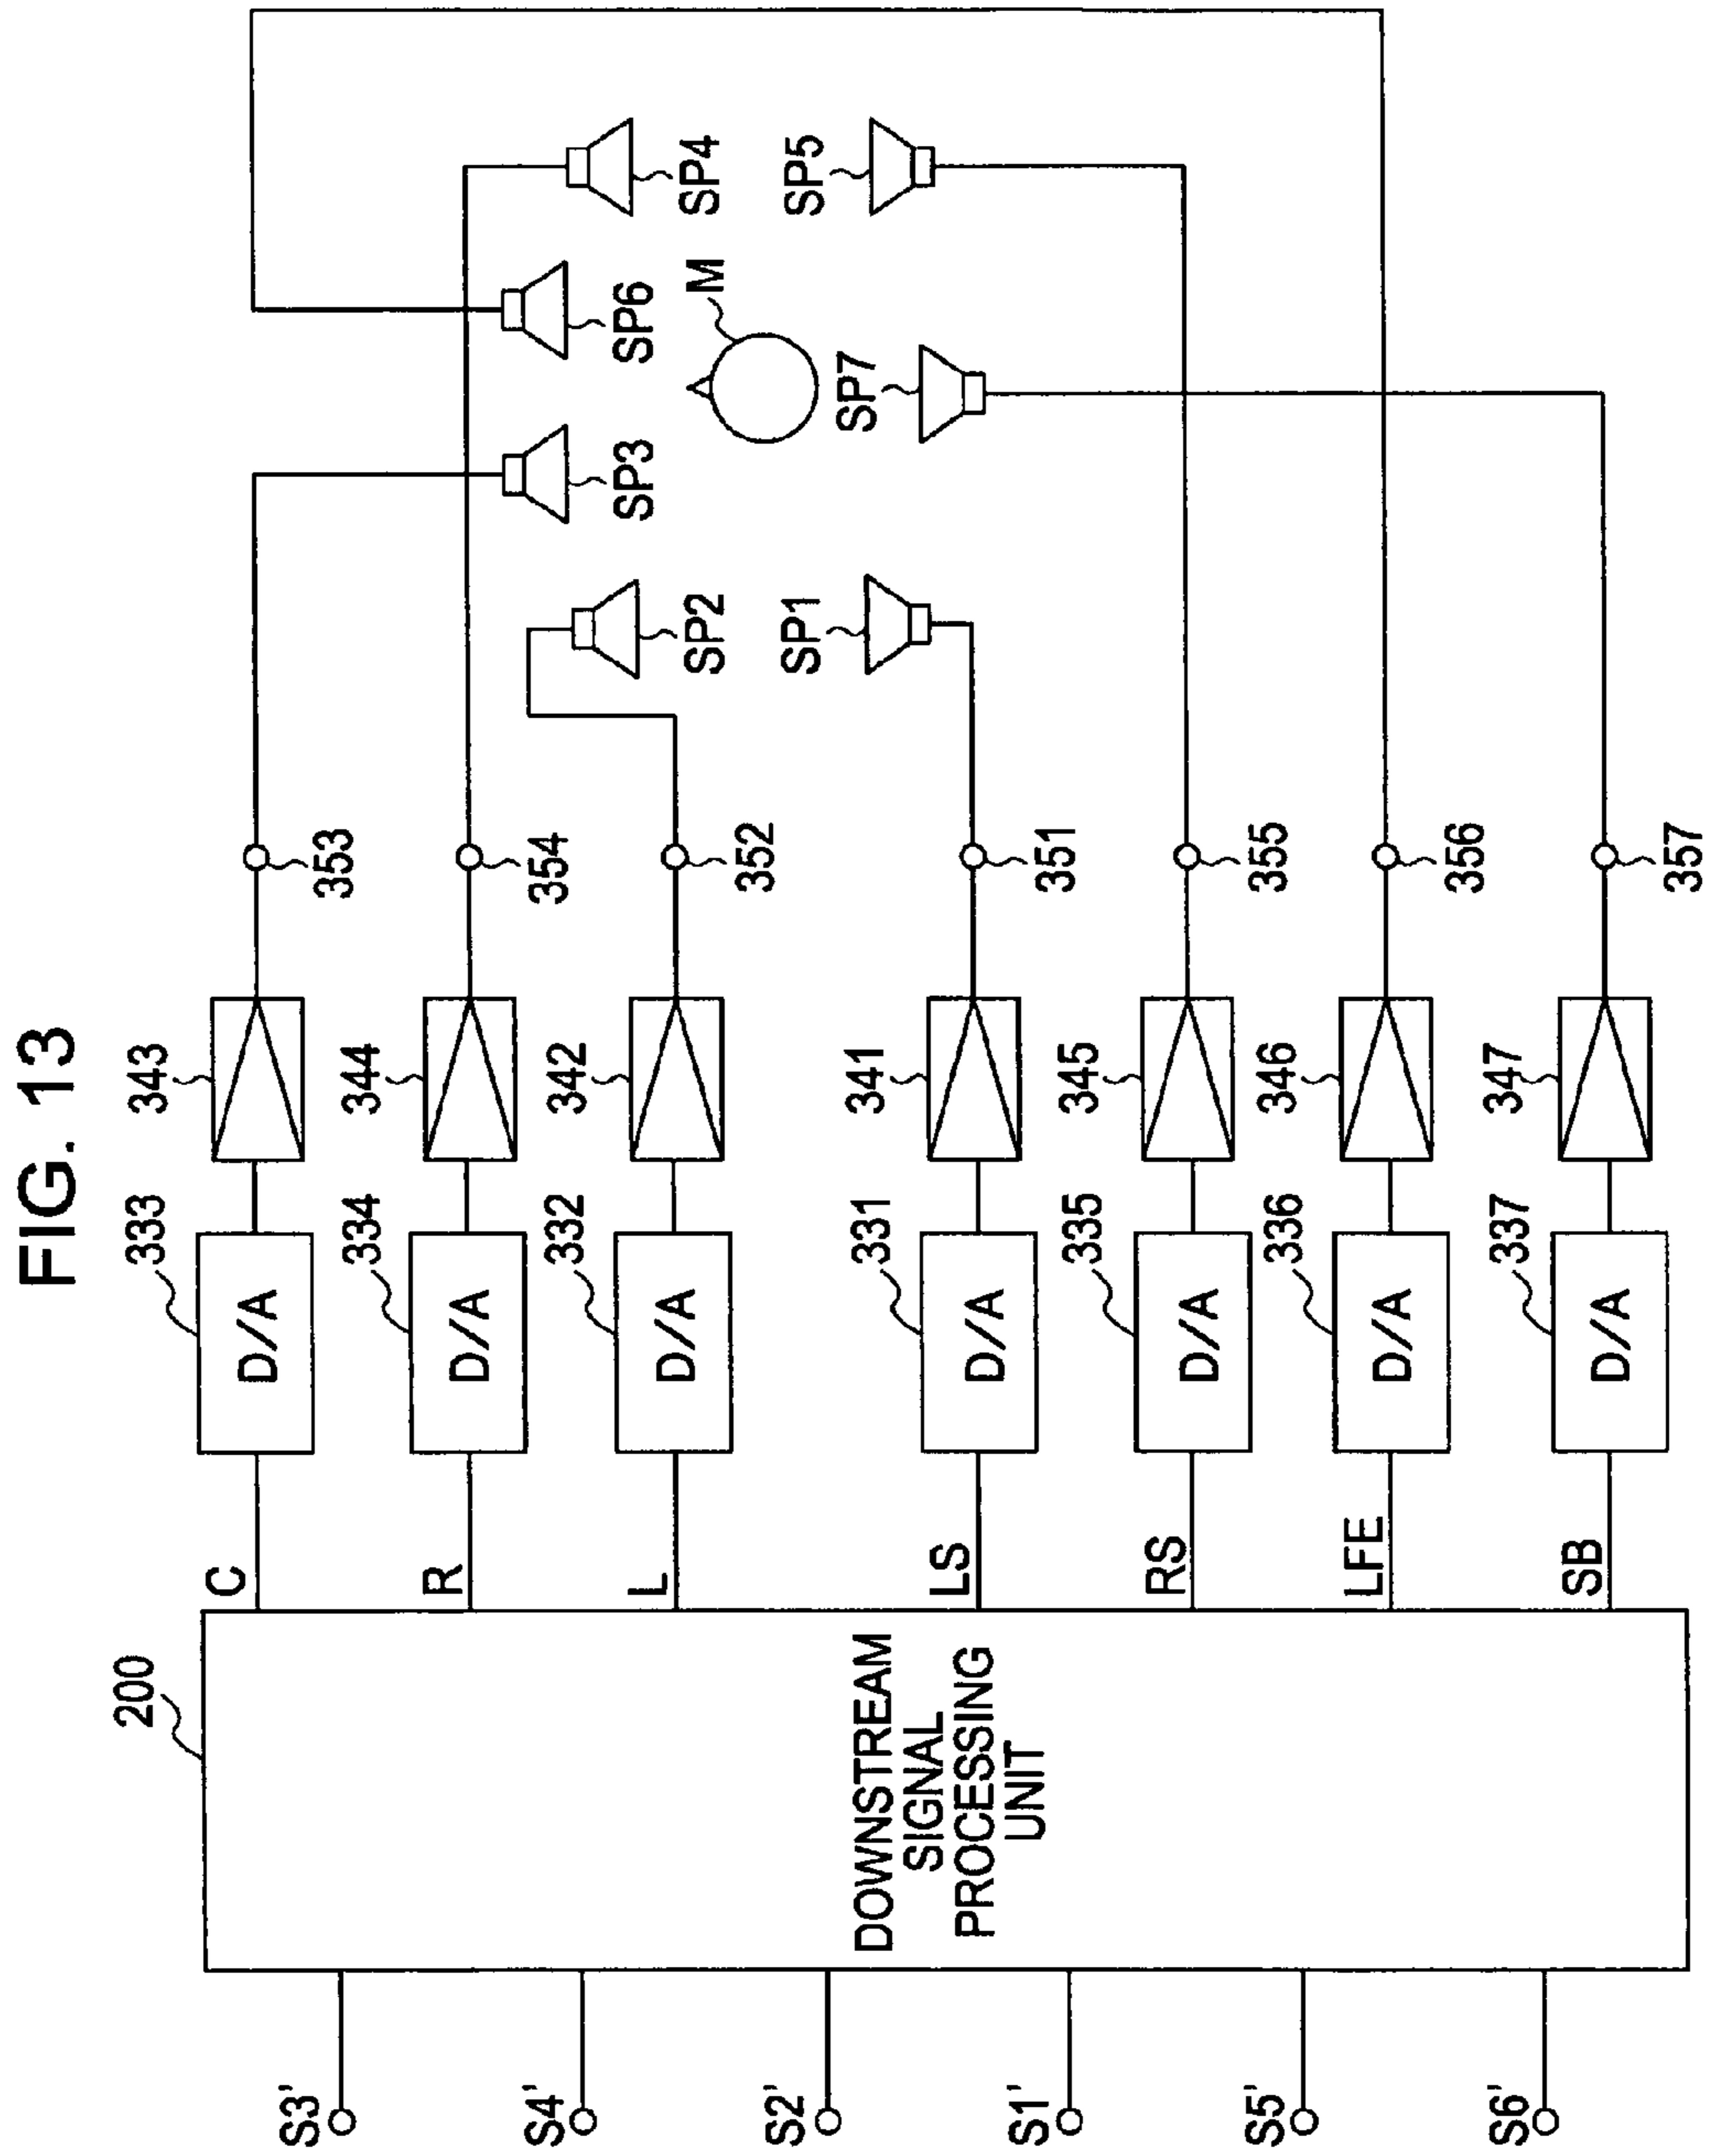 FIG. 13
S3'
S4'
S2'
S1'
S5'
S6'
200
DOWNSTREAM
SIGNAL
PROCESSING
UNIT
C
R
L
LS
RS
LFE
SB
333
D/A
334
D/A
332
D/A
331
D/A
335
D/A
336
D/A
337
D/A
343
344
342
341
345
346
347
353
354
352
351
355
356
357
SP2
SP1
SP3
SP7
M
SP6
SP4
SP5